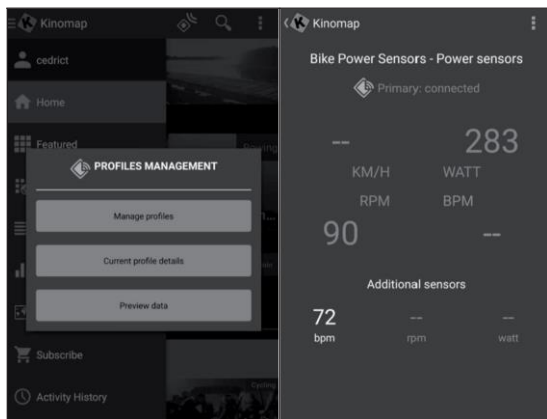 Kinomap
cedrict
Home
Featured
PROFILES MANAGEMENT
Manage profiles
Current profile details
Preview data
Subscribe
Activity History
Cycling
Kinomap
Bike Power Sensors - Power sensors
Primary: connected
-- 283
KM/H WATT
RPM BPM
90 --
Additional sensors
72 -- --
bpm rpm watt